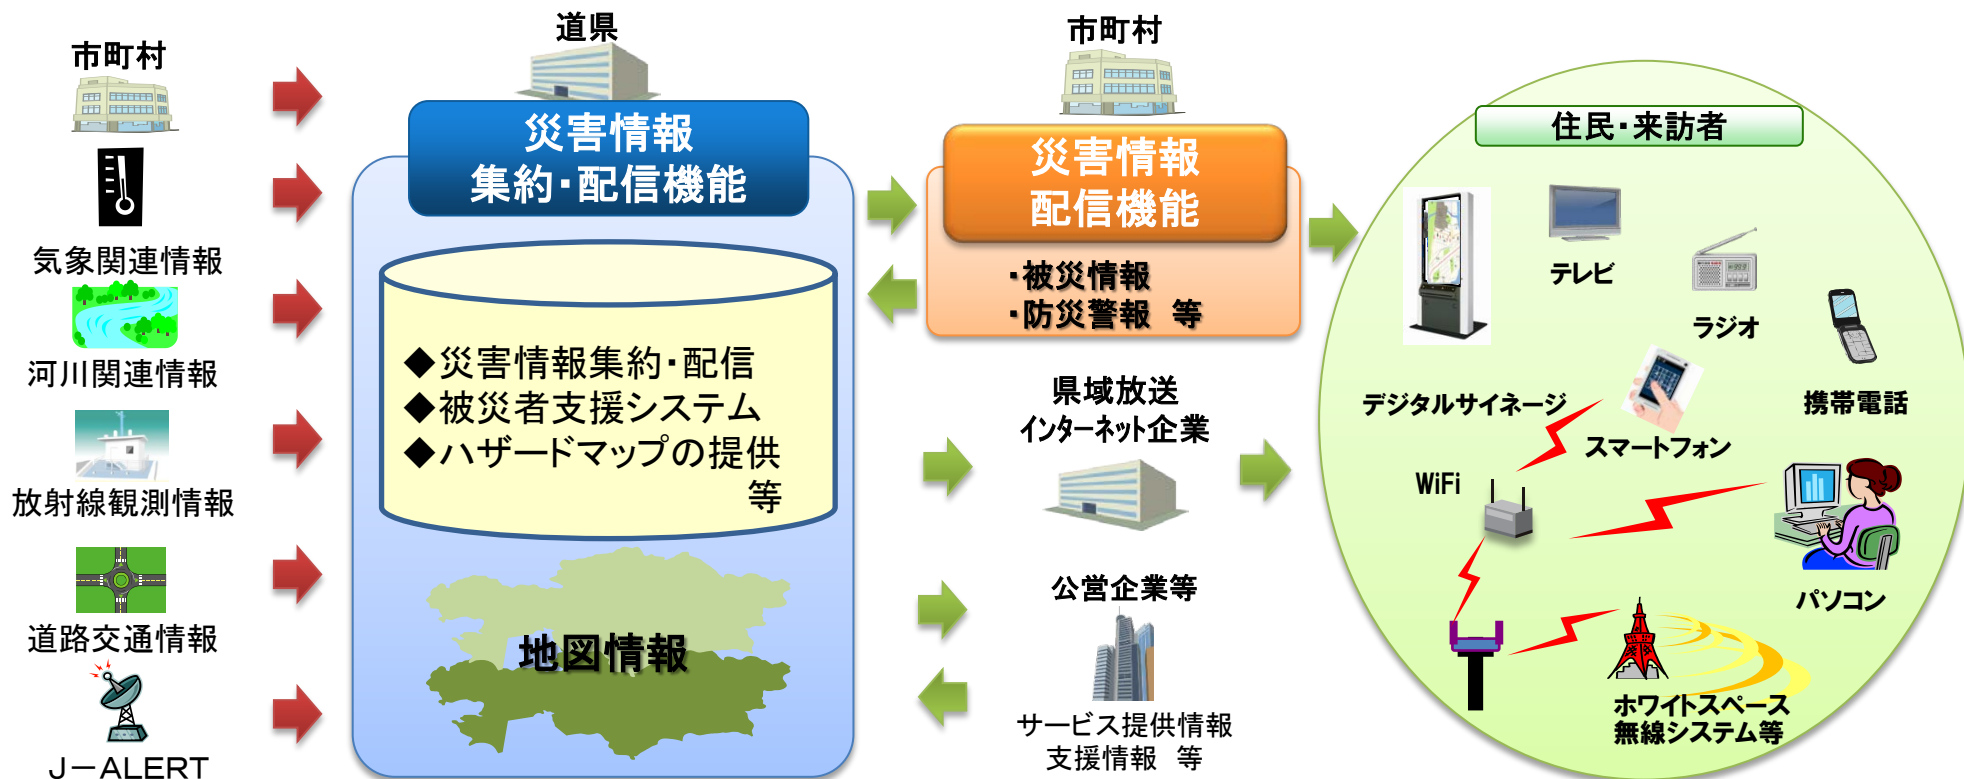 市町村
気象関連情報
河川関連情報
放射線観測情報
道路交通情報
J-ALERT
道県
災害情報
集約・配信機能
◆災害情報集約・配信
◆被災者支援システム
◆ハザードマップの提供
等
地図情報
市町村
災害情報
配信機能
・被災情報
・防災警報　等
県域放送
インターネット企業
公営企業等
サービス提供情報
支援情報　等
住民・来訪者
テレビ
ラジオ
デジタルサイネージ
携帯電話
スマートフォン
WiFi
パソコン
ホワイトスペース
無線システム等